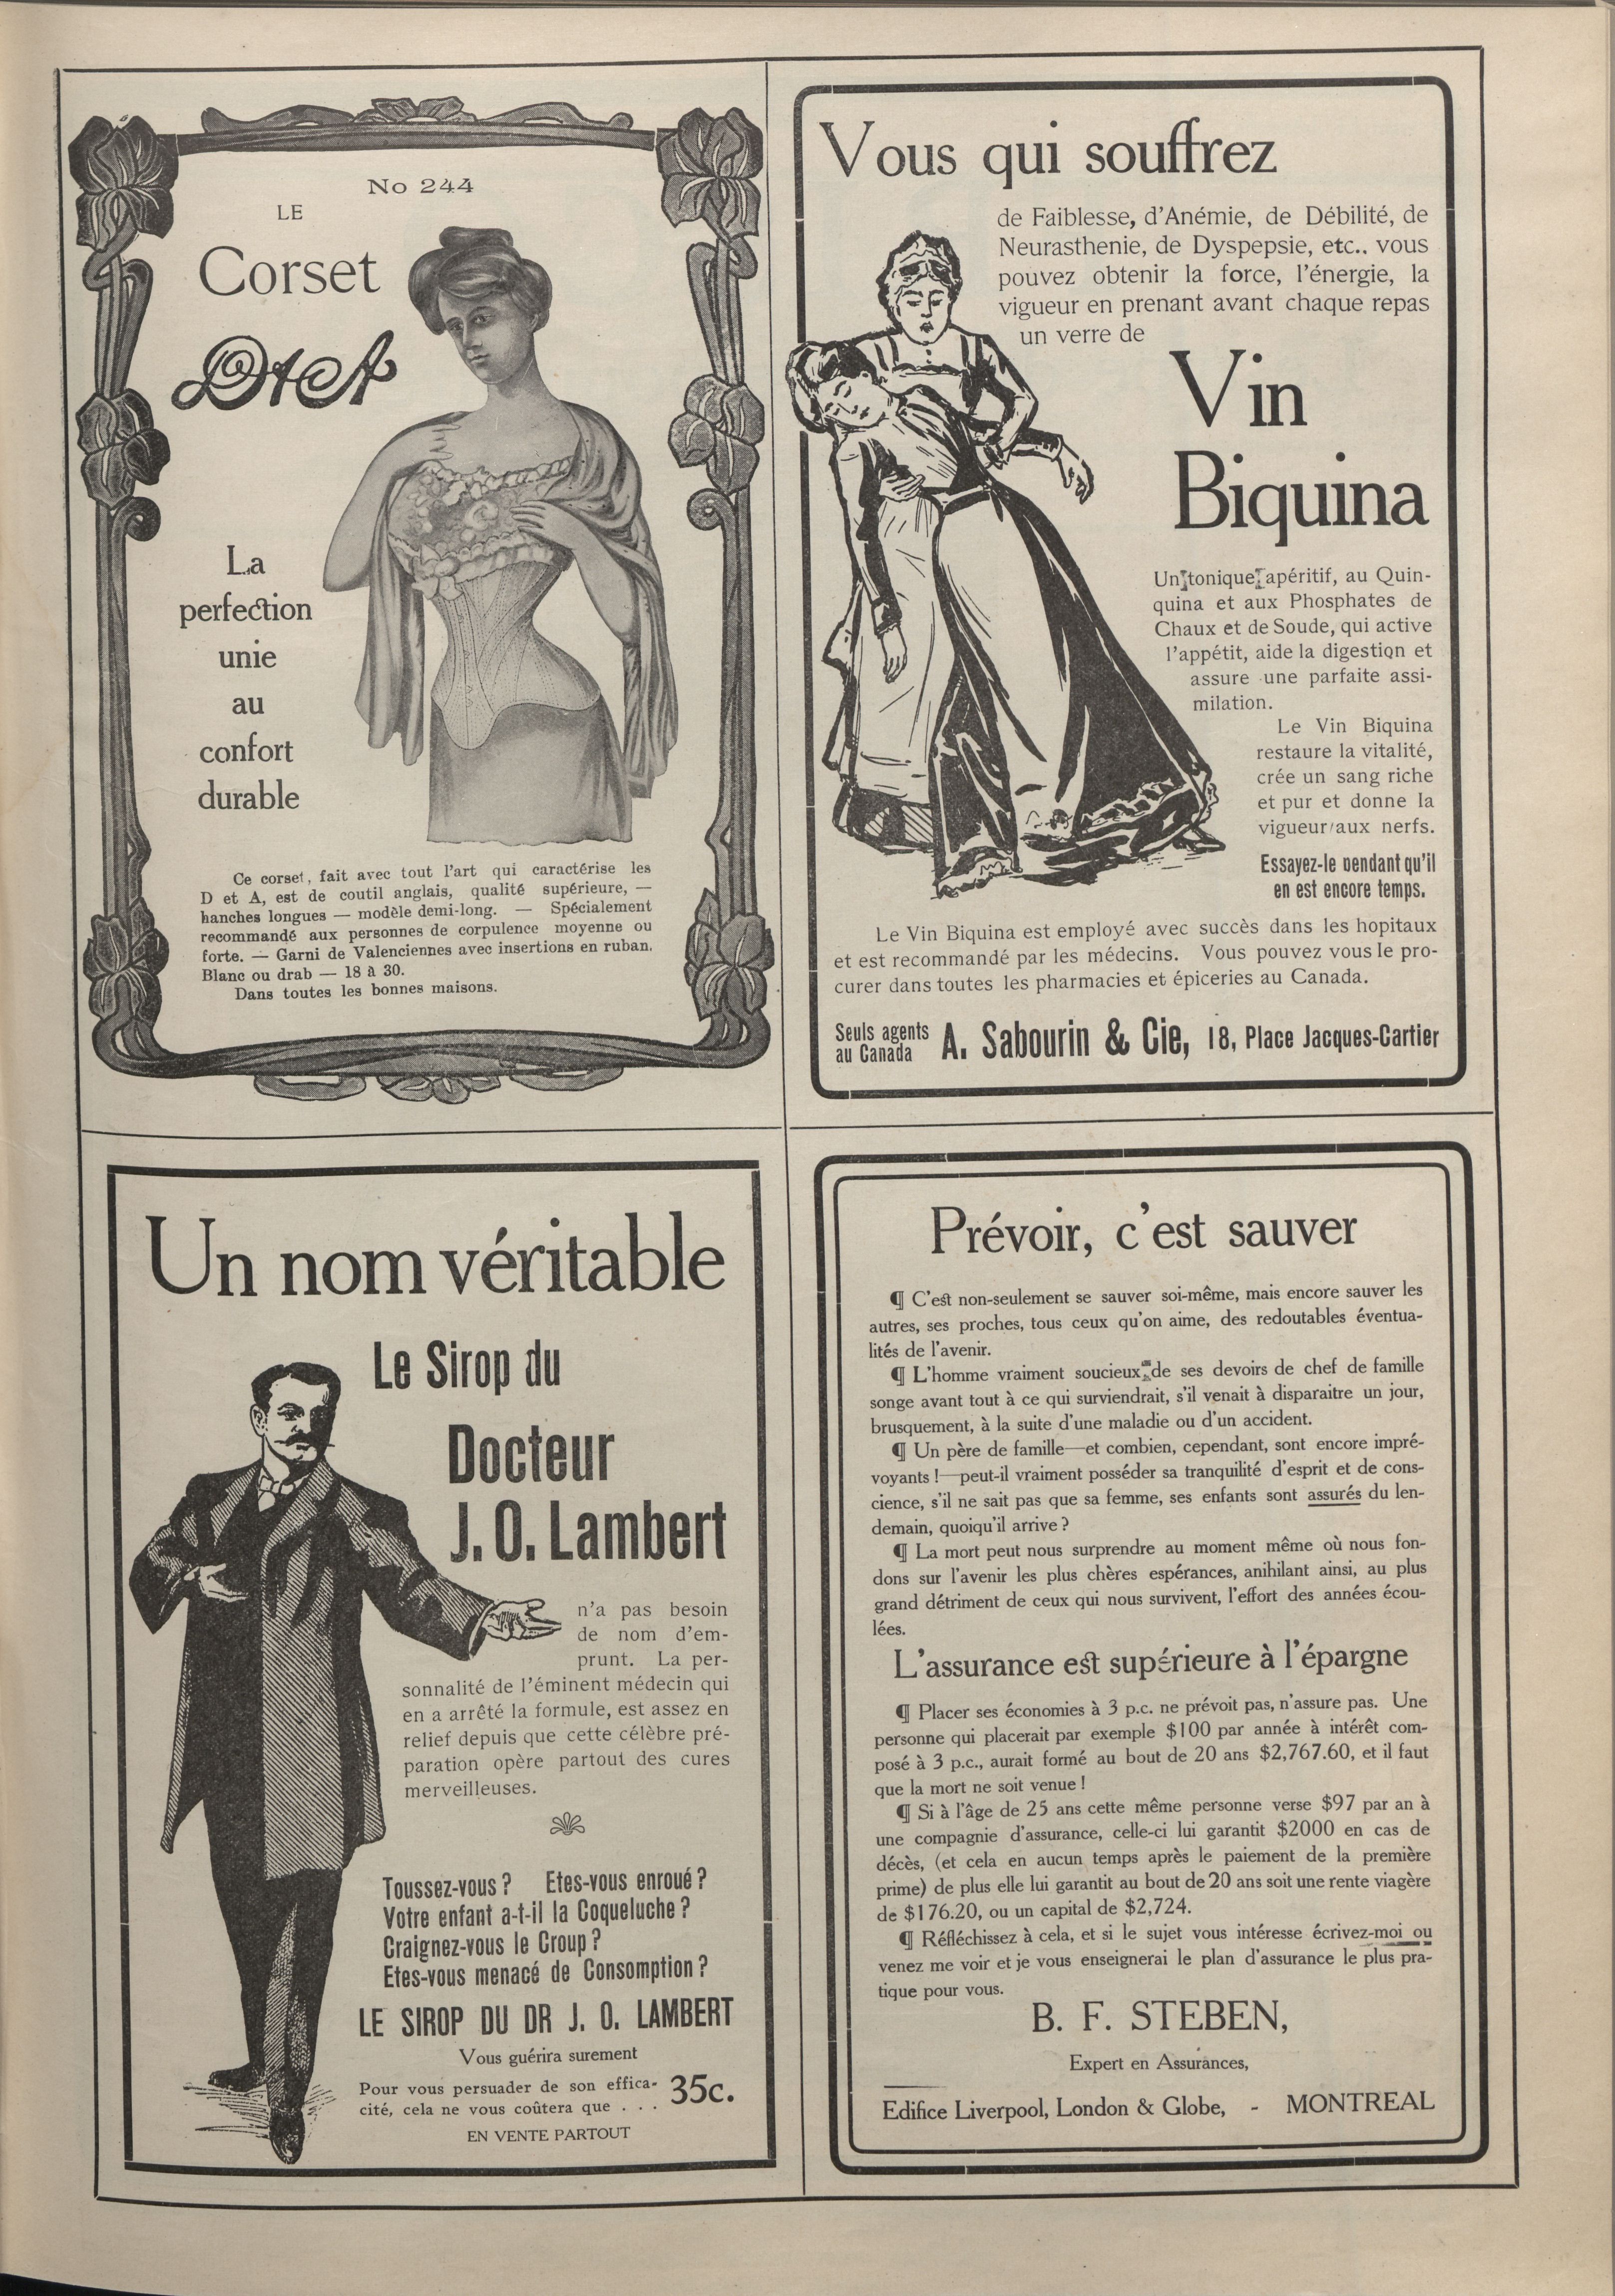 No 244
LE
Corset
D & A
La
perfection
unie
au
confort
durable
Ce corset, fait avec tout l'art qui caractérise les
D et A, est de coutil anglais, qualité supérieure, —
hanches longues — modèle demi-long. — Spécialement
recommandé aux personnes de corpulence moyenne ou
forte. — Garni de Valenciennes avec insertions en ruban.
Blanc ou drab — 18 à 30.
Dans toutes les bonnes maisons.
Vous qui souffrez
de Faiblesse, d'Anémie, de Débilité, de
Neurasthenie, de Dyspepsie, etc.. vous
pouvez obtenir la force, l'énergie, la
vigueur en prenant avant chaque repas
un verre de
Vin
Biquina
Un tonique apéritif, au Quin-
quina et aux Phosphates de
Chaux et de Soude, qui active
l'appétit, aide la digestion et
assure une parfaite assi-
milation.
Le Vin Biquina
restaure la vitalité,
crée un sang riche
et pur et donne la
vigueur aux nerfs.
Essayez-le pendant qu'il
en est encore temps.
Le Vin Biquina est employé avec succès dans les hopitaux
et est recommandé par les médecins. Vous pouvez vous le pro-
curer dans toutes les pharmacies et épiceries au Canada.
Seuls agents
au Canada
A. Sabourin & Cie, 18, Place Jacques-Cartier
Un nom véritable
Le Sirop du
Docteur
J. O. Lambert
n'a pas besoin
de nom d'em-
prunt. La per-
sonnalité de l'éminent médecin qui
en a arrêté la formule, est assez en
relief depuis que cette célèbre pré-
paration opère partout des cures
merveilleuses.
Toussez-vous ? Etes-vous enroué ?
Votre enfant a-t-il la Coqueluche ?
Craignez-vous le Croup ?
Etes-vous menacé de Consomption ?
LE SIROP DU DR J. O. LAMBERT
Vous guérira surement
Pour vous persuader de son effica-
cité, cela ne vous coûtera que . . . 35c.
EN VENTE PARTOUT
Prévoir, c'est sauver
¶ C'est non-seulement se sauver soi-même, mais encore sauver les
autres, ses proches, tous ceux qu'on aime, des redoutables éventua-
lités de l'avenir.
¶ L'homme vraiment soucieux de ses devoirs de chef de famille
songe avant tout à ce qui surviendrait, s'il venait à disparaitre un jour,
brusquement, à la suite d'une maladie ou d'un accident.
¶ Un père de famille—et combien, cependant, sont encore impré-
voyants !—peut-il vraiment posséder sa tranquilité d'esprit et de cons-
cience, s'il ne sait pas que sa femme, ses enfants sont assurés du len-
demain, quoiqu'il arrive ?
¶ La mort peut nous surprendre au moment même où nous fon-
dons sur l'avenir les plus chères espérances, anihilant ainsi, au plus
grand détriment de ceux qui nous survivent, l'effort des années écou-
lées.
L'assurance est supérieure à l'épargne
¶ Placer ses économies à 3 p.c. ne prévoit pas, n'assure pas. Une
personne qui placerait par exemple $100 par année à intérêt com-
posé à 3 p.c., aurait formé au bout de 20 ans $2,767.60, et il faut
que la mort ne soit venue !
¶ Si à l'âge de 25 ans cette même personne verse $97 par an à
une compagnie d'assurance, celle-ci lui garantit $2000 en cas de
décès, (et cela en aucun temps après le paiement de la première
prime) de plus elle lui garantit au bout de 20 ans soit une rente viagère
de $176.20, ou un capital de $2,724.
¶ Réfléchissez à cela, et si le sujet vous intéresse écrivez-moi ou
venez me voir et je vous enseignerai le plan d'assurance le plus pra-
tique pour vous.
B. F. STEBEN,
Expert en Assurances,
Edifice Liverpool, London & Globe, - MONTREAL